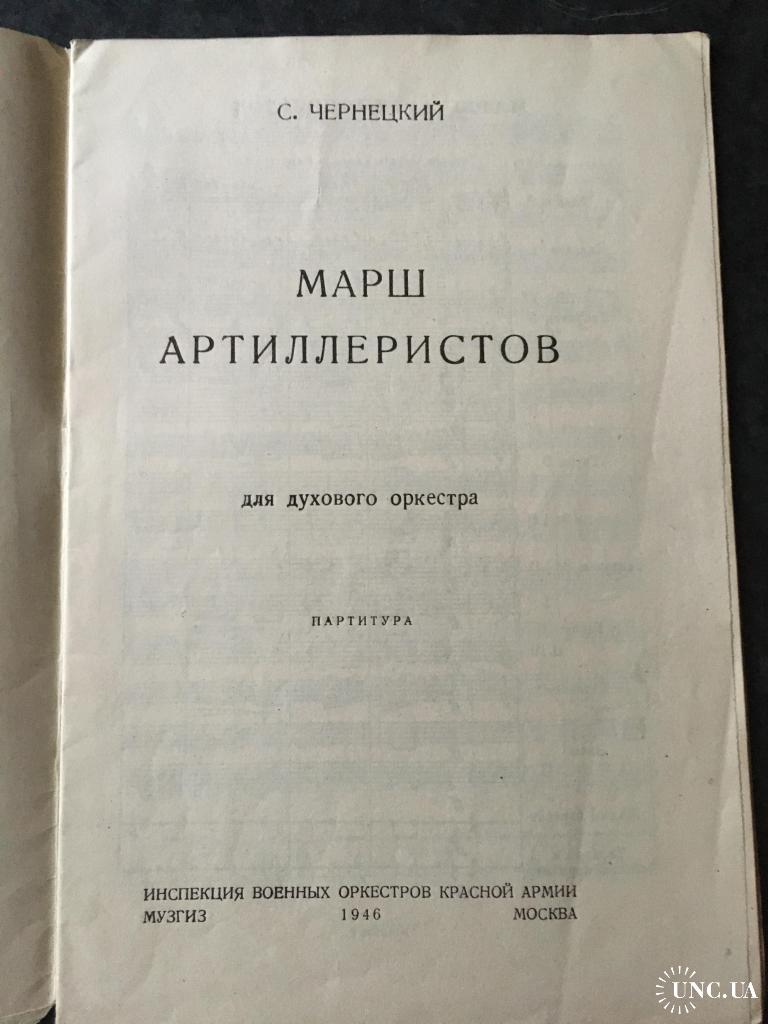 С. ЧЕРНЕЦКИЙ
МАРШ
АРТИЛЛЕРИСТОВ
для духового оркестра
ПАРТИТУРА
ИНСПЕКЦИЯ ВОЕННЫХ ОРКЕСТРОВ КРАСНОЙ АРМИИ
МУЗГИЗ 1946 МОСКВА
UNC.UA